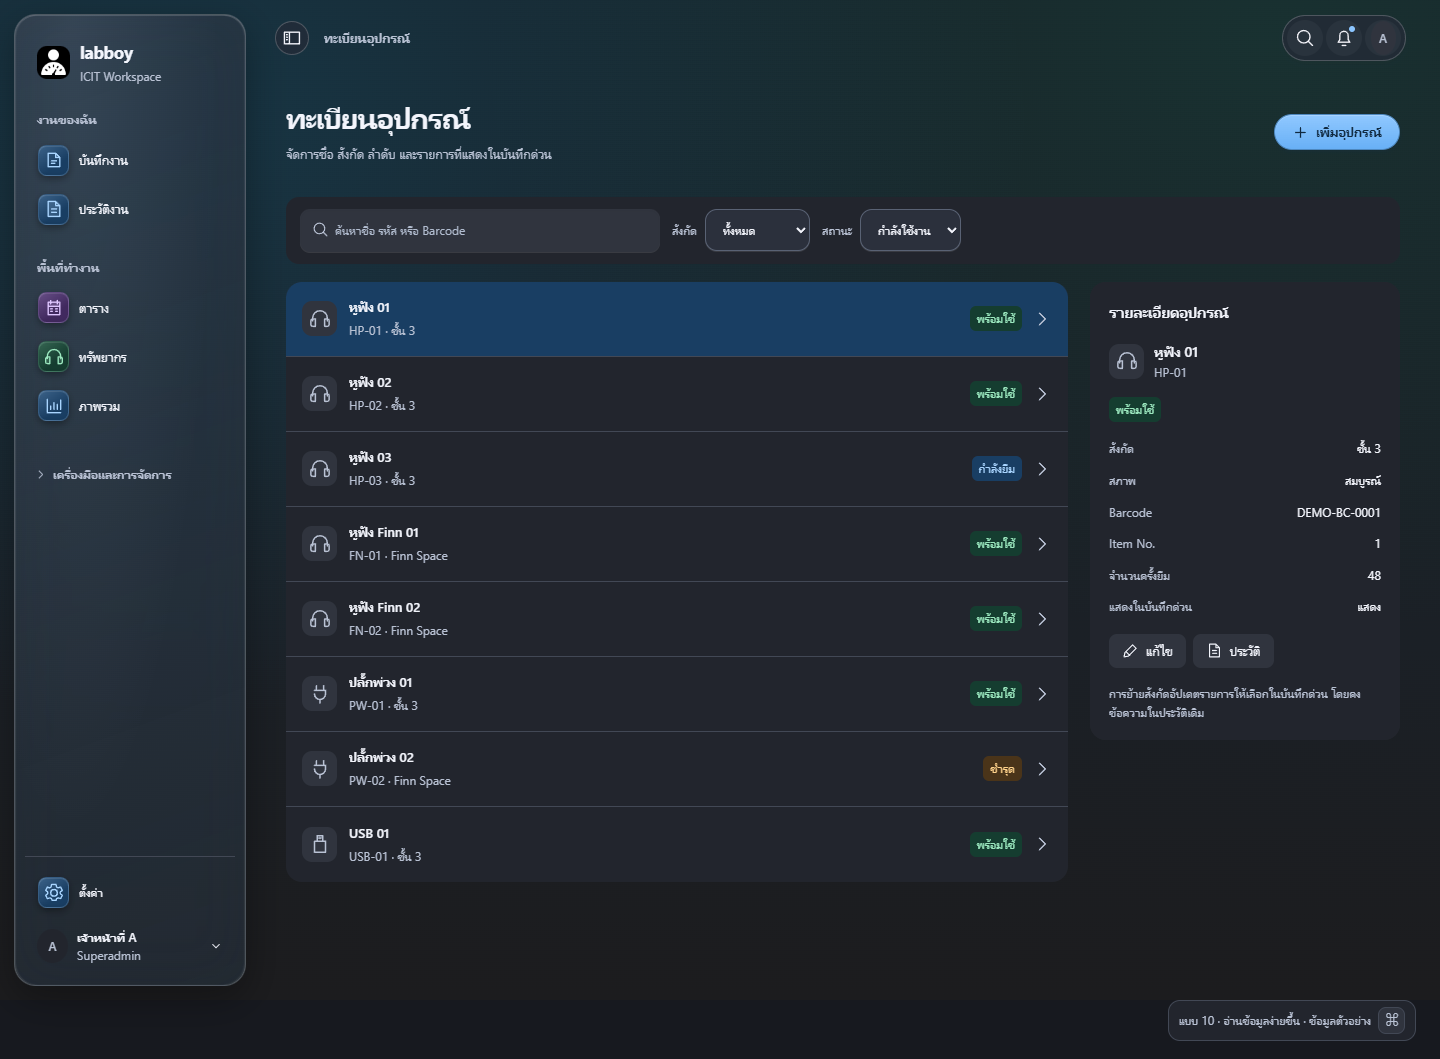 labboy
ICIT Workspace
งานของฉัน
บันทึกงาน
ประวัติงาน
พื้นที่ทำงาน
ตาราง
ทรัพยากร
ภาพรวม
เครื่องมือและการจัดการ
ตั้งค่า
A
เจ้าหน้าที่ A
Superadmin
ทะเบียนอุปกรณ์
A
ทะเบียนอุปกรณ์
จัดการชื่อ สังกัด ลำดับ และรายการที่แสดงในบันทึกด่วน
เพิ่มอุปกรณ์
ค้นหาชื่อ รหัส หรือ Barcode
สังกัด
ทั้งหมด
สถานะ
กำลังใช้งาน
หูฟัง 01
HP-01 · ชั้น 3
พร้อมใช้
หูฟัง 02
HP-02 · ชั้น 3
พร้อมใช้
หูฟัง 03
HP-03 · ชั้น 3
กำลังยืม
หูฟัง Finn 01
FN-01 · Finn Space
พร้อมใช้
หูฟัง Finn 02
FN-02 · Finn Space
พร้อมใช้
ปลั๊กพ่วง 01
PW-01 · ชั้น 3
พร้อมใช้
ปลั๊กพ่วง 02
PW-02 · Finn Space
ชำรุด
USB 01
USB-01 · ชั้น 3
พร้อมใช้
รายละเอียดอุปกรณ์
หูฟัง 01
HP-01
พร้อมใช้
สังกัด ชั้น 3
สภาพ สมบูรณ์
Barcode DEMO-BC-0001
Item No. 1
จำนวนครั้งยืม 48
แสดงในบันทึกด่วน แสดง
แก้ไข
ประวัติ
การย้ายสังกัดอัปเดตรายการให้เลือกในบันทึกด่วน โดยคง
ข้อความในประวัติเดิม
แบบ 10 · อ่านข้อมูลง่ายขึ้น · ข้อมูลตัวอย่าง ⌘